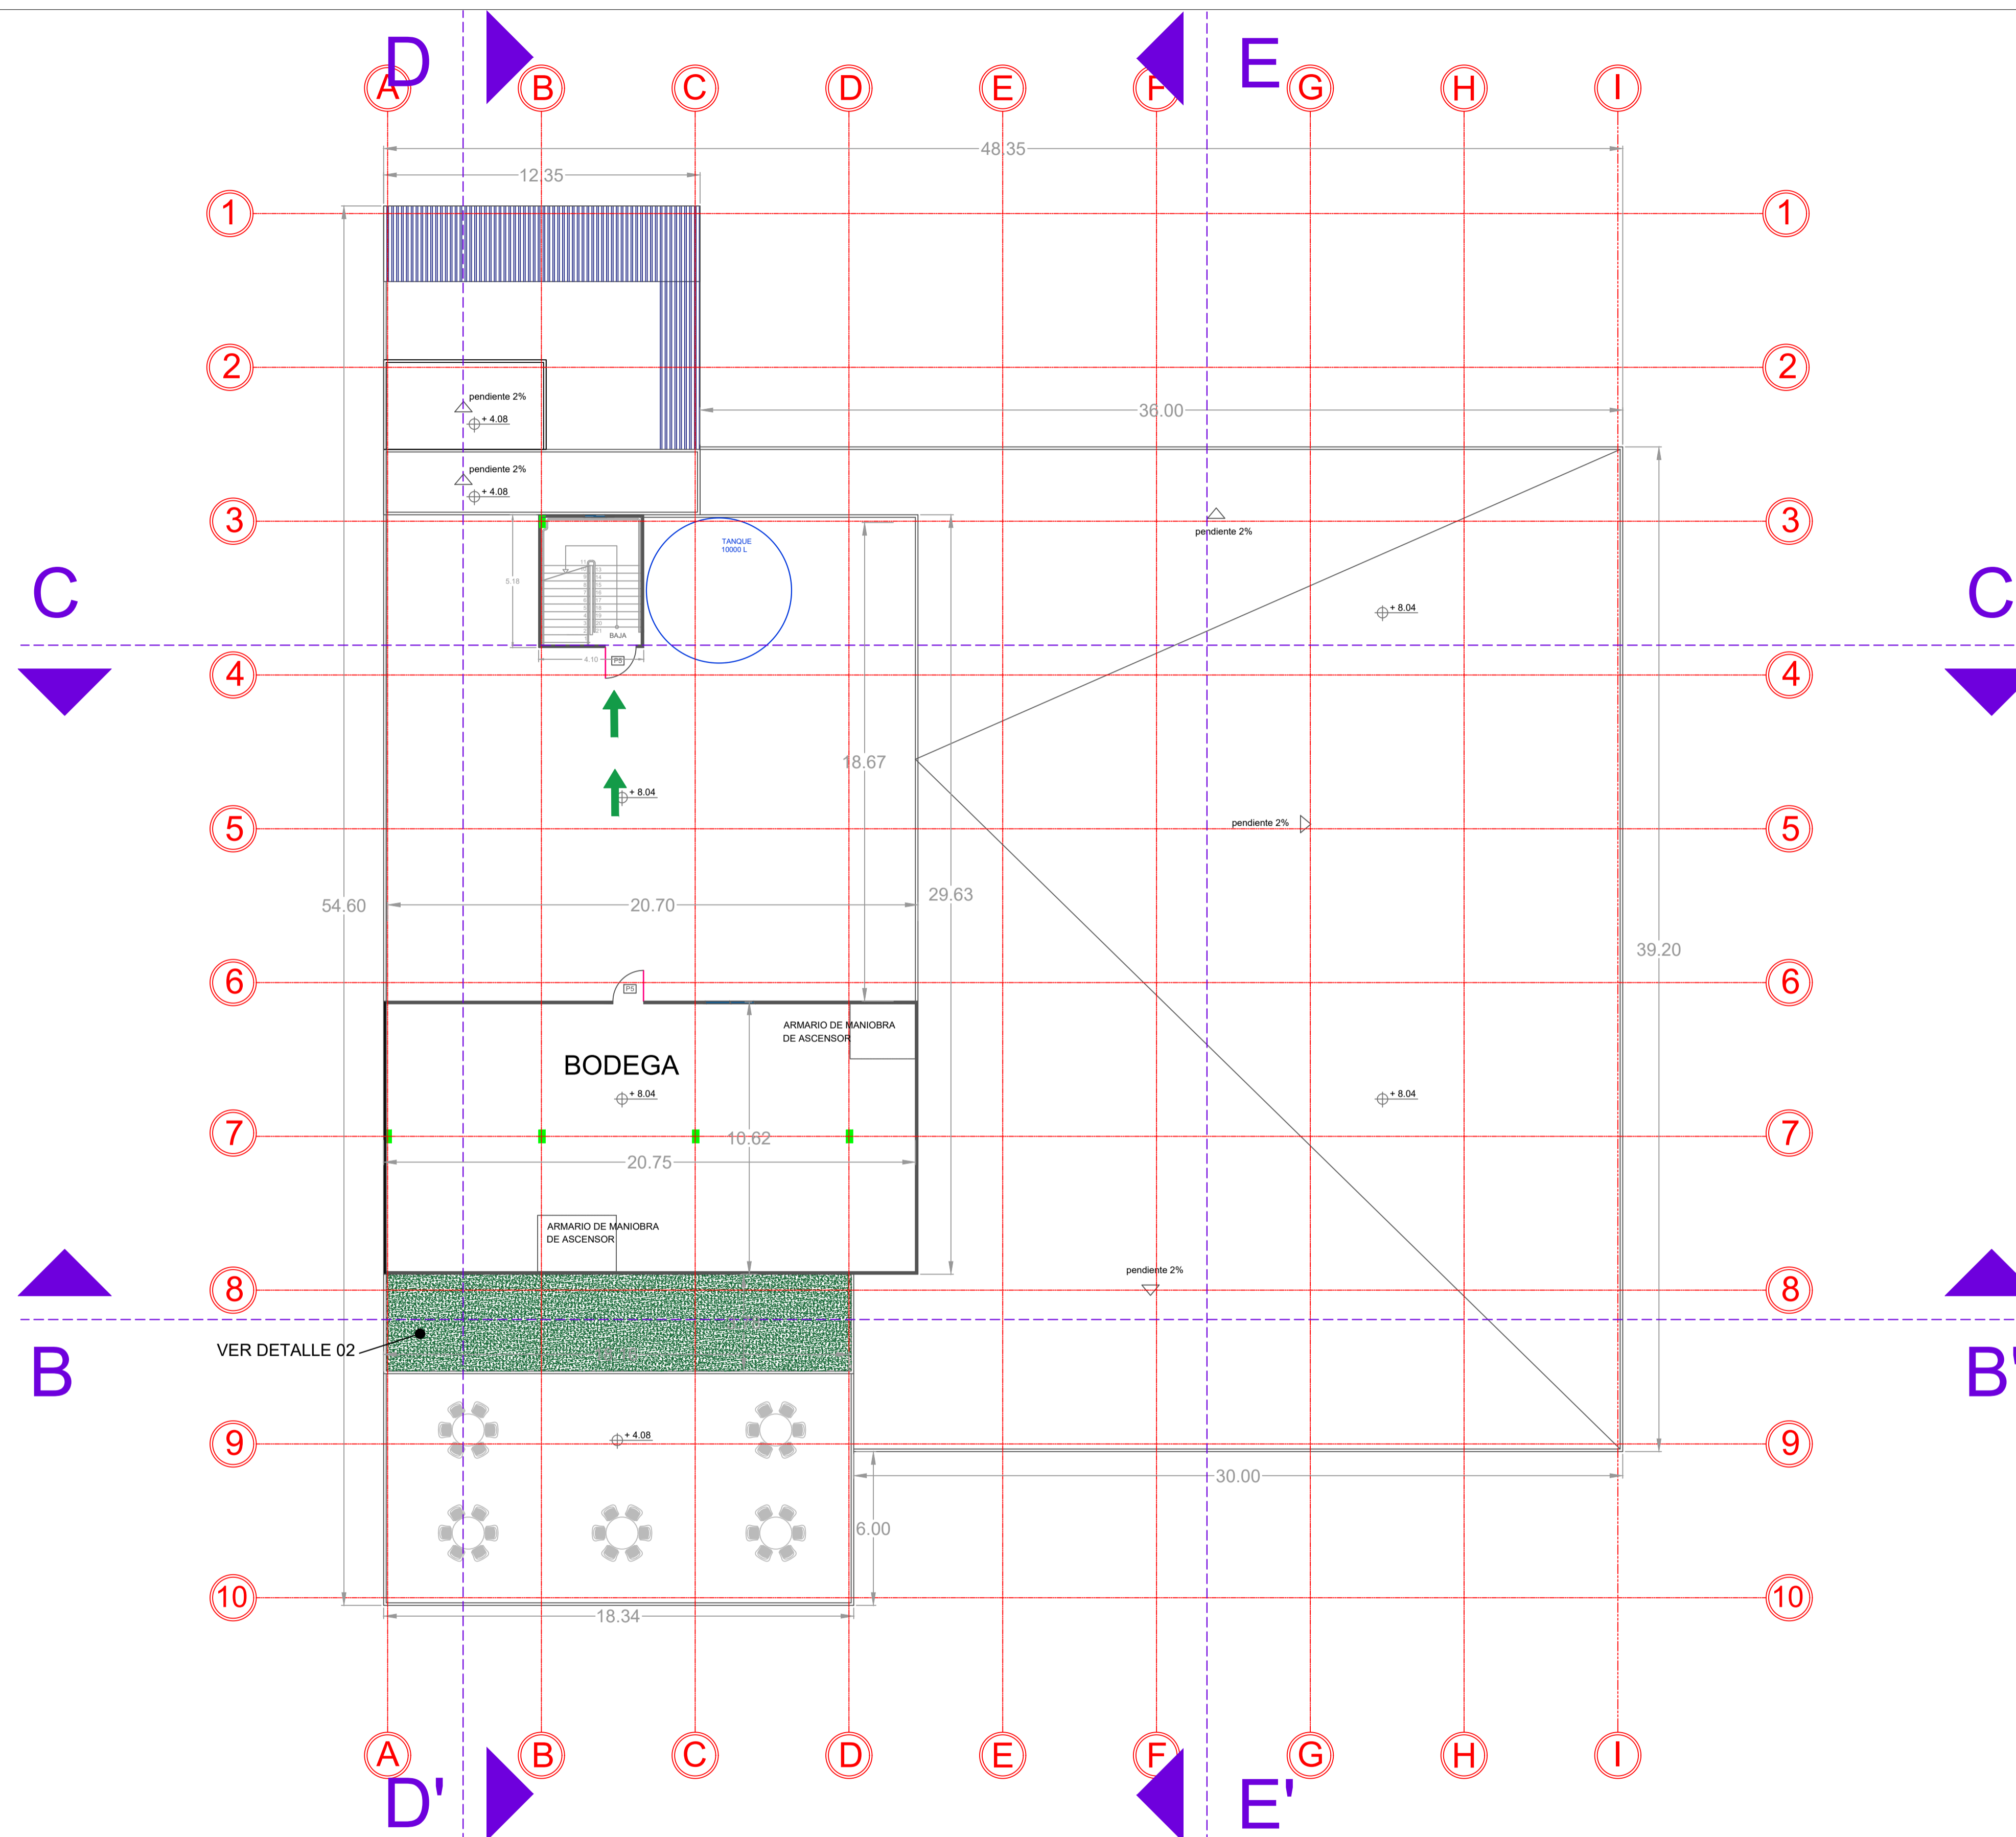 D
E
A
B
C
D
E
F
G
H
I
48.35
12.35
1
1
2
2
pendiente 2%
+ 4.08
36.00
pendiente 2%
+ 4.08
3
3
TANQUE
10000 L
pendiente 2%
5.18
C
C
+ 8.04
BAJA
4.10
P5
4
4
18.67
+ 8.04
5
5
pendiente 2%
54.60
20.70
29.63
39.20
6
6
P5
ARMARIO DE MANIOBRA
DE ASCENSOR
BODEGA
+ 8.04
+ 8.04
7
7
10.62
20.75
ARMARIO DE MANIOBRA
DE ASCENSOR
pendiente 2%
8
8
VER DETALLE 02
B
B'
+ 4.08
9
9
30.00
6.00
10
10
18.34
A
B
C
D
E
F
G
H
I
D'
E'